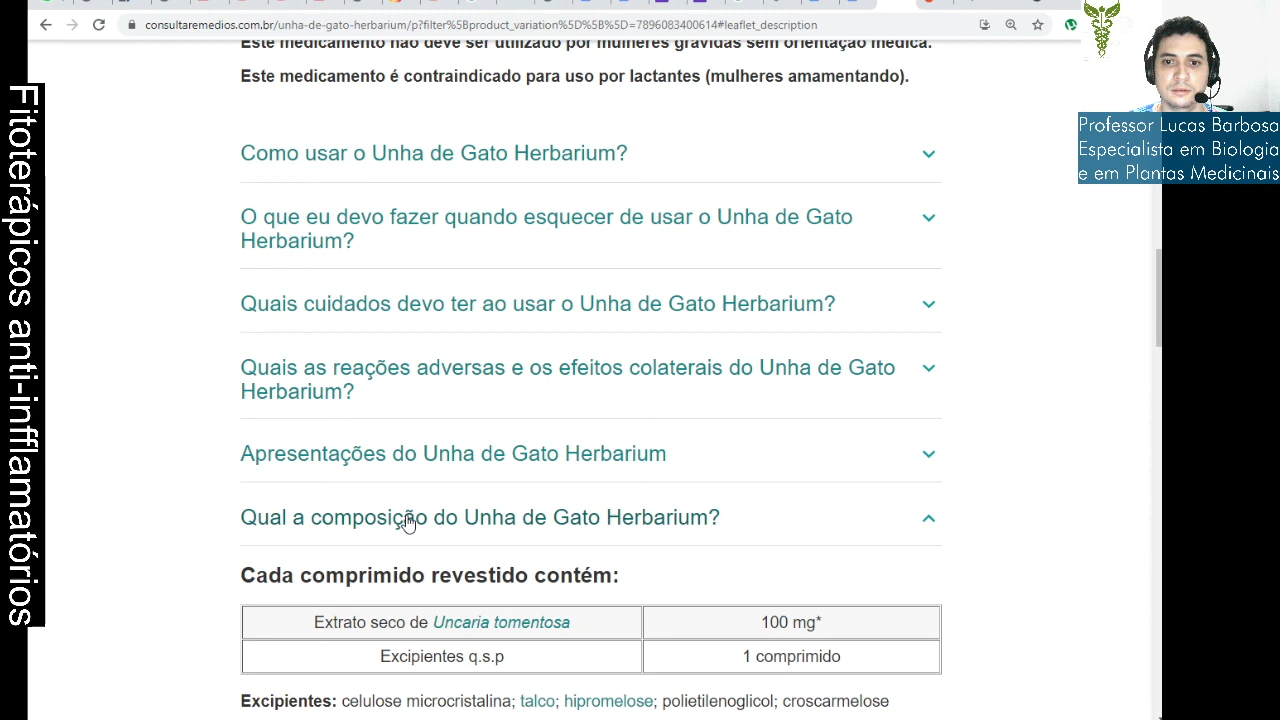 consultaremedios.com.br/unha-de-gato-herbarium/p?filter%5Bproduct_variation%5D%5B%5D=7896083400614#leaflet_description
Este medicamento não deve ser utilizado por mulheres grávidas sem orientação médica.
Este medicamento é contraindicado para uso por lactantes (mulheres amamentando).
Professor Lucas Barbosa
Especialista em Biologia
e em Plantas Medicinais
Fitoterápicos anti-infflamatórios
Como usar o Unha de Gato Herbarium?
O que eu devo fazer quando esquecer de usar o Unha de Gato
Herbarium?
Quais cuidados devo ter ao usar o Unha de Gato Herbarium?
Quais as reações adversas e os efeitos colaterais do Unha de Gato
Herbarium?
Apresentações do Unha de Gato Herbarium
Qual a composição do Unha de Gato Herbarium?
Cada comprimido revestido contém:
Extrato seco de Uncaria tomentosa 100 mg*
Excipientes q.s.p 1 comprimido
Excipientes: celulose microcristalina; talco; hipromelose; polietilenoglicol; croscarmelose